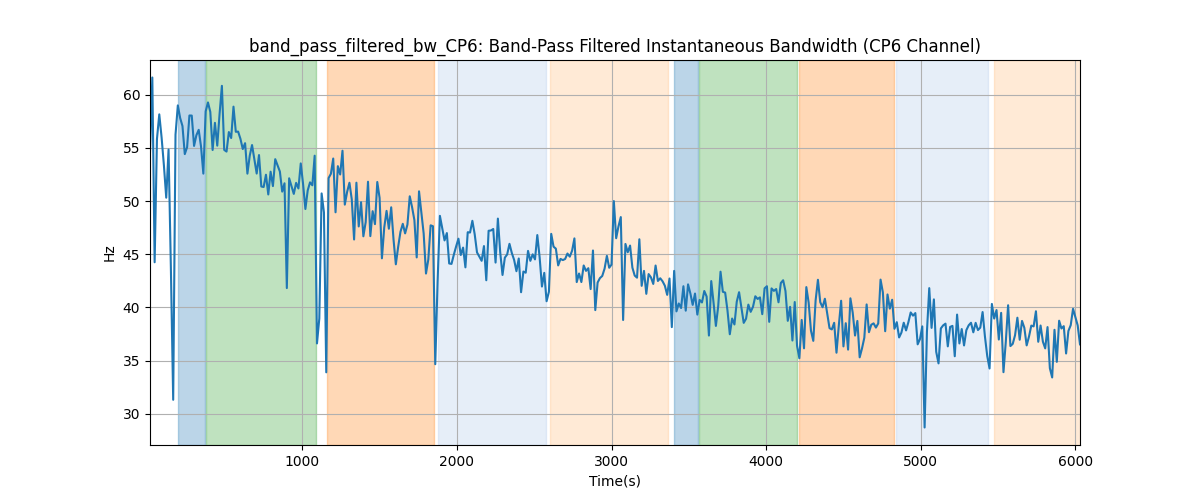 band_pass_filtered_bw_CP6: Band-Pass Filtered Instantaneous Bandwidth (CP6 Channel)
60
55
50
45
40
35
30
Hz
1000 2000 3000 4000 5000 6000
Time(s)